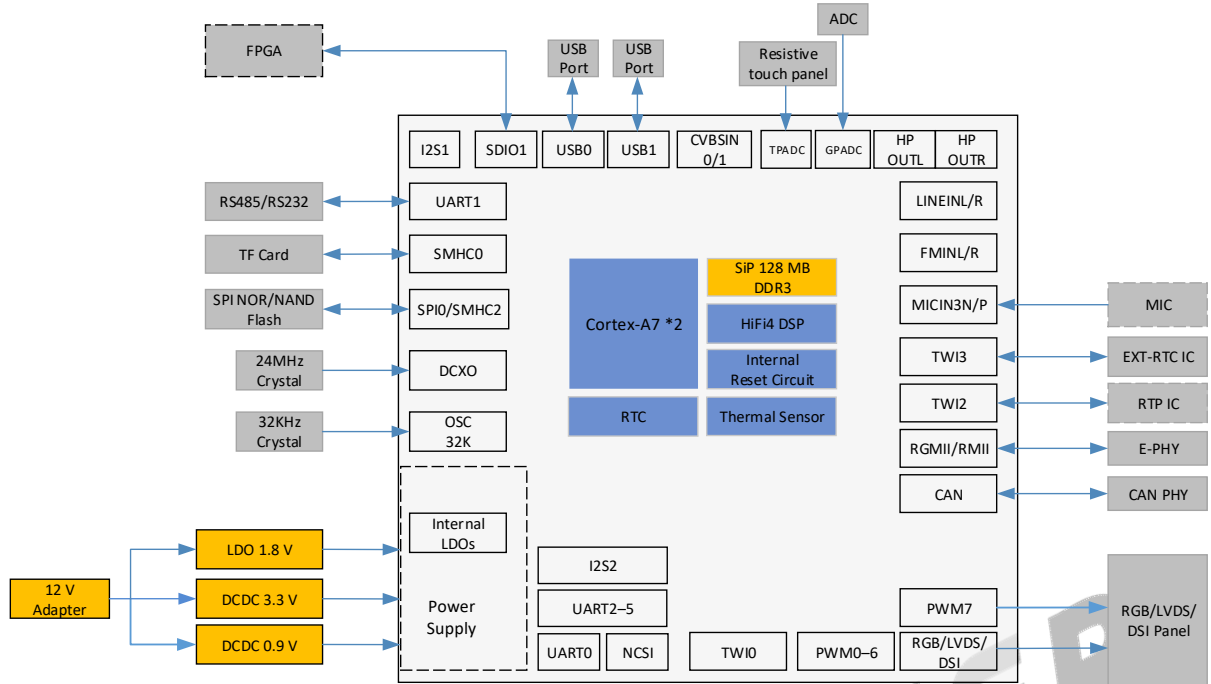 ADC
FPGA
USB
Port
USB
Port
Resistive
touch panel
I2S1
SDIO1
USB0
USB1
CVBSIN
0/1
TPADC
GPADC
HP
OUTL
HP
OUTR
RS485/RS232
UART1
LINEINL/R
TF Card
SMHC0
FMINL/R
SPI NOR/NAND
Flash
SPI0/SMHC2
Cortex-A7 *2
SiP 128 MB
DDR3
HiFi4 DSP
Internal
Reset Circuit
RTC
Thermal Sensor
MICIN3N/P
MIC
24MHz
Crystal
DCXO
TWI3
EXT-RTC IC
TWI2
RTP IC
32KHz
Crystal
OSC
32K
RGMII/RMII
E-PHY
CAN
CAN PHY
Internal
LDOs
Power
Supply
LDO 1.8 V
12 V
Adapter
DCDC 3.3 V
DCDC 0.9 V
I2S2
UART2–5
UART0
NCSI
TWI0
PWM0–6
PWM7
RGB/LVDS/
DSI
RGB/LVDS/
DSI Panel